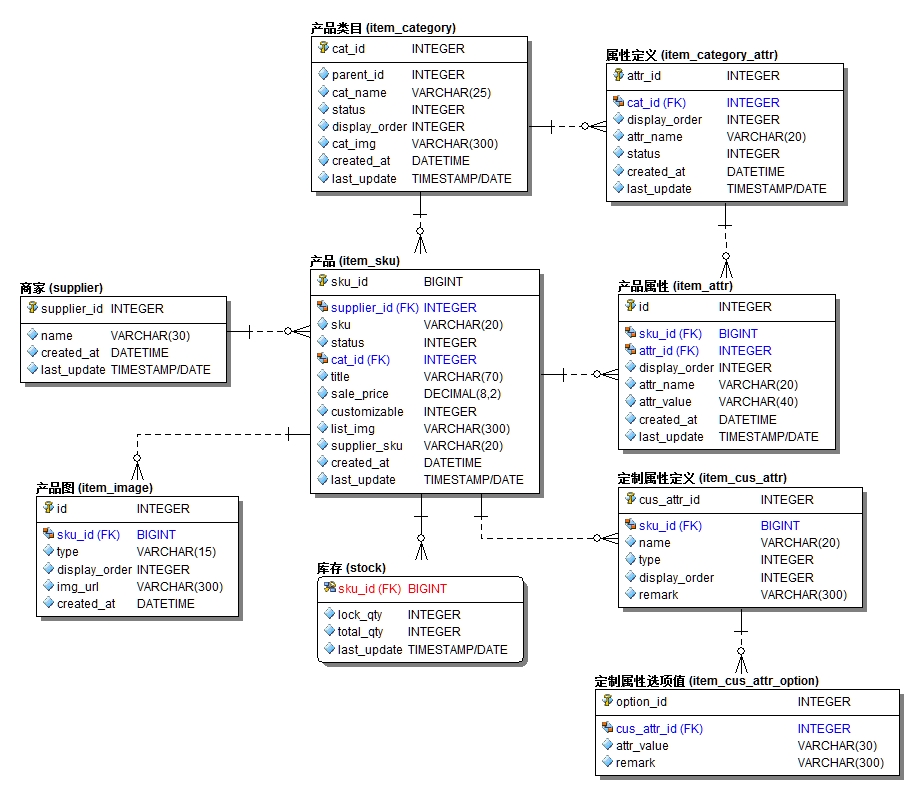 产品类目 (item_category)
cat_id INTEGER
parent_id INTEGER
cat_name VARCHAR(25)
status INTEGER
display_order INTEGER
cat_img VARCHAR(300)
created_at DATETIME
last_update TIMESTAMP/DATE
属性定义 (item_category_attr)
attr_id INTEGER
cat_id (FK) INTEGER
display_order INTEGER
attr_name VARCHAR(20)
status INTEGER
created_at DATETIME
last_update TIMESTAMP/DATE
商家 (supplier)
supplier_id INTEGER
name VARCHAR(30)
created_at DATETIME
last_update TIMESTAMP/DATE
产品 (item_sku)
sku_id BIGINT
supplier_id (FK) INTEGER
sku VARCHAR(20)
status INTEGER
cat_id (FK) INTEGER
title VARCHAR(70)
sale_price DECIMAL(8,2)
customizable INTEGER
list_img VARCHAR(300)
supplier_sku VARCHAR(20)
created_at DATETIME
last_update TIMESTAMP/DATE
产品属性 (item_attr)
id INTEGER
sku_id (FK) BIGINT
attr_id (FK) INTEGER
display_order INTEGER
attr_name VARCHAR(20)
attr_value VARCHAR(40)
created_at DATETIME
last_update TIMESTAMP/DATE
产品图 (item_image)
id INTEGER
sku_id (FK) BIGINT
type VARCHAR(15)
display_order INTEGER
img_url VARCHAR(300)
created_at DATETIME
库存 (stock)
sku_id (FK) BIGINT
lock_qty INTEGER
total_qty INTEGER
last_update TIMESTAMP/DATE
定制属性定义 (item_cus_attr)
cus_attr_id INTEGER
sku_id (FK) BIGINT
name VARCHAR(20)
type INTEGER
display_order INTEGER
remark VARCHAR(300)
定制属性选项值 (item_cus_attr_option)
option_id INTEGER
cus_attr_id (FK) INTEGER
attr_value VARCHAR(30)
remark VARCHAR(300)